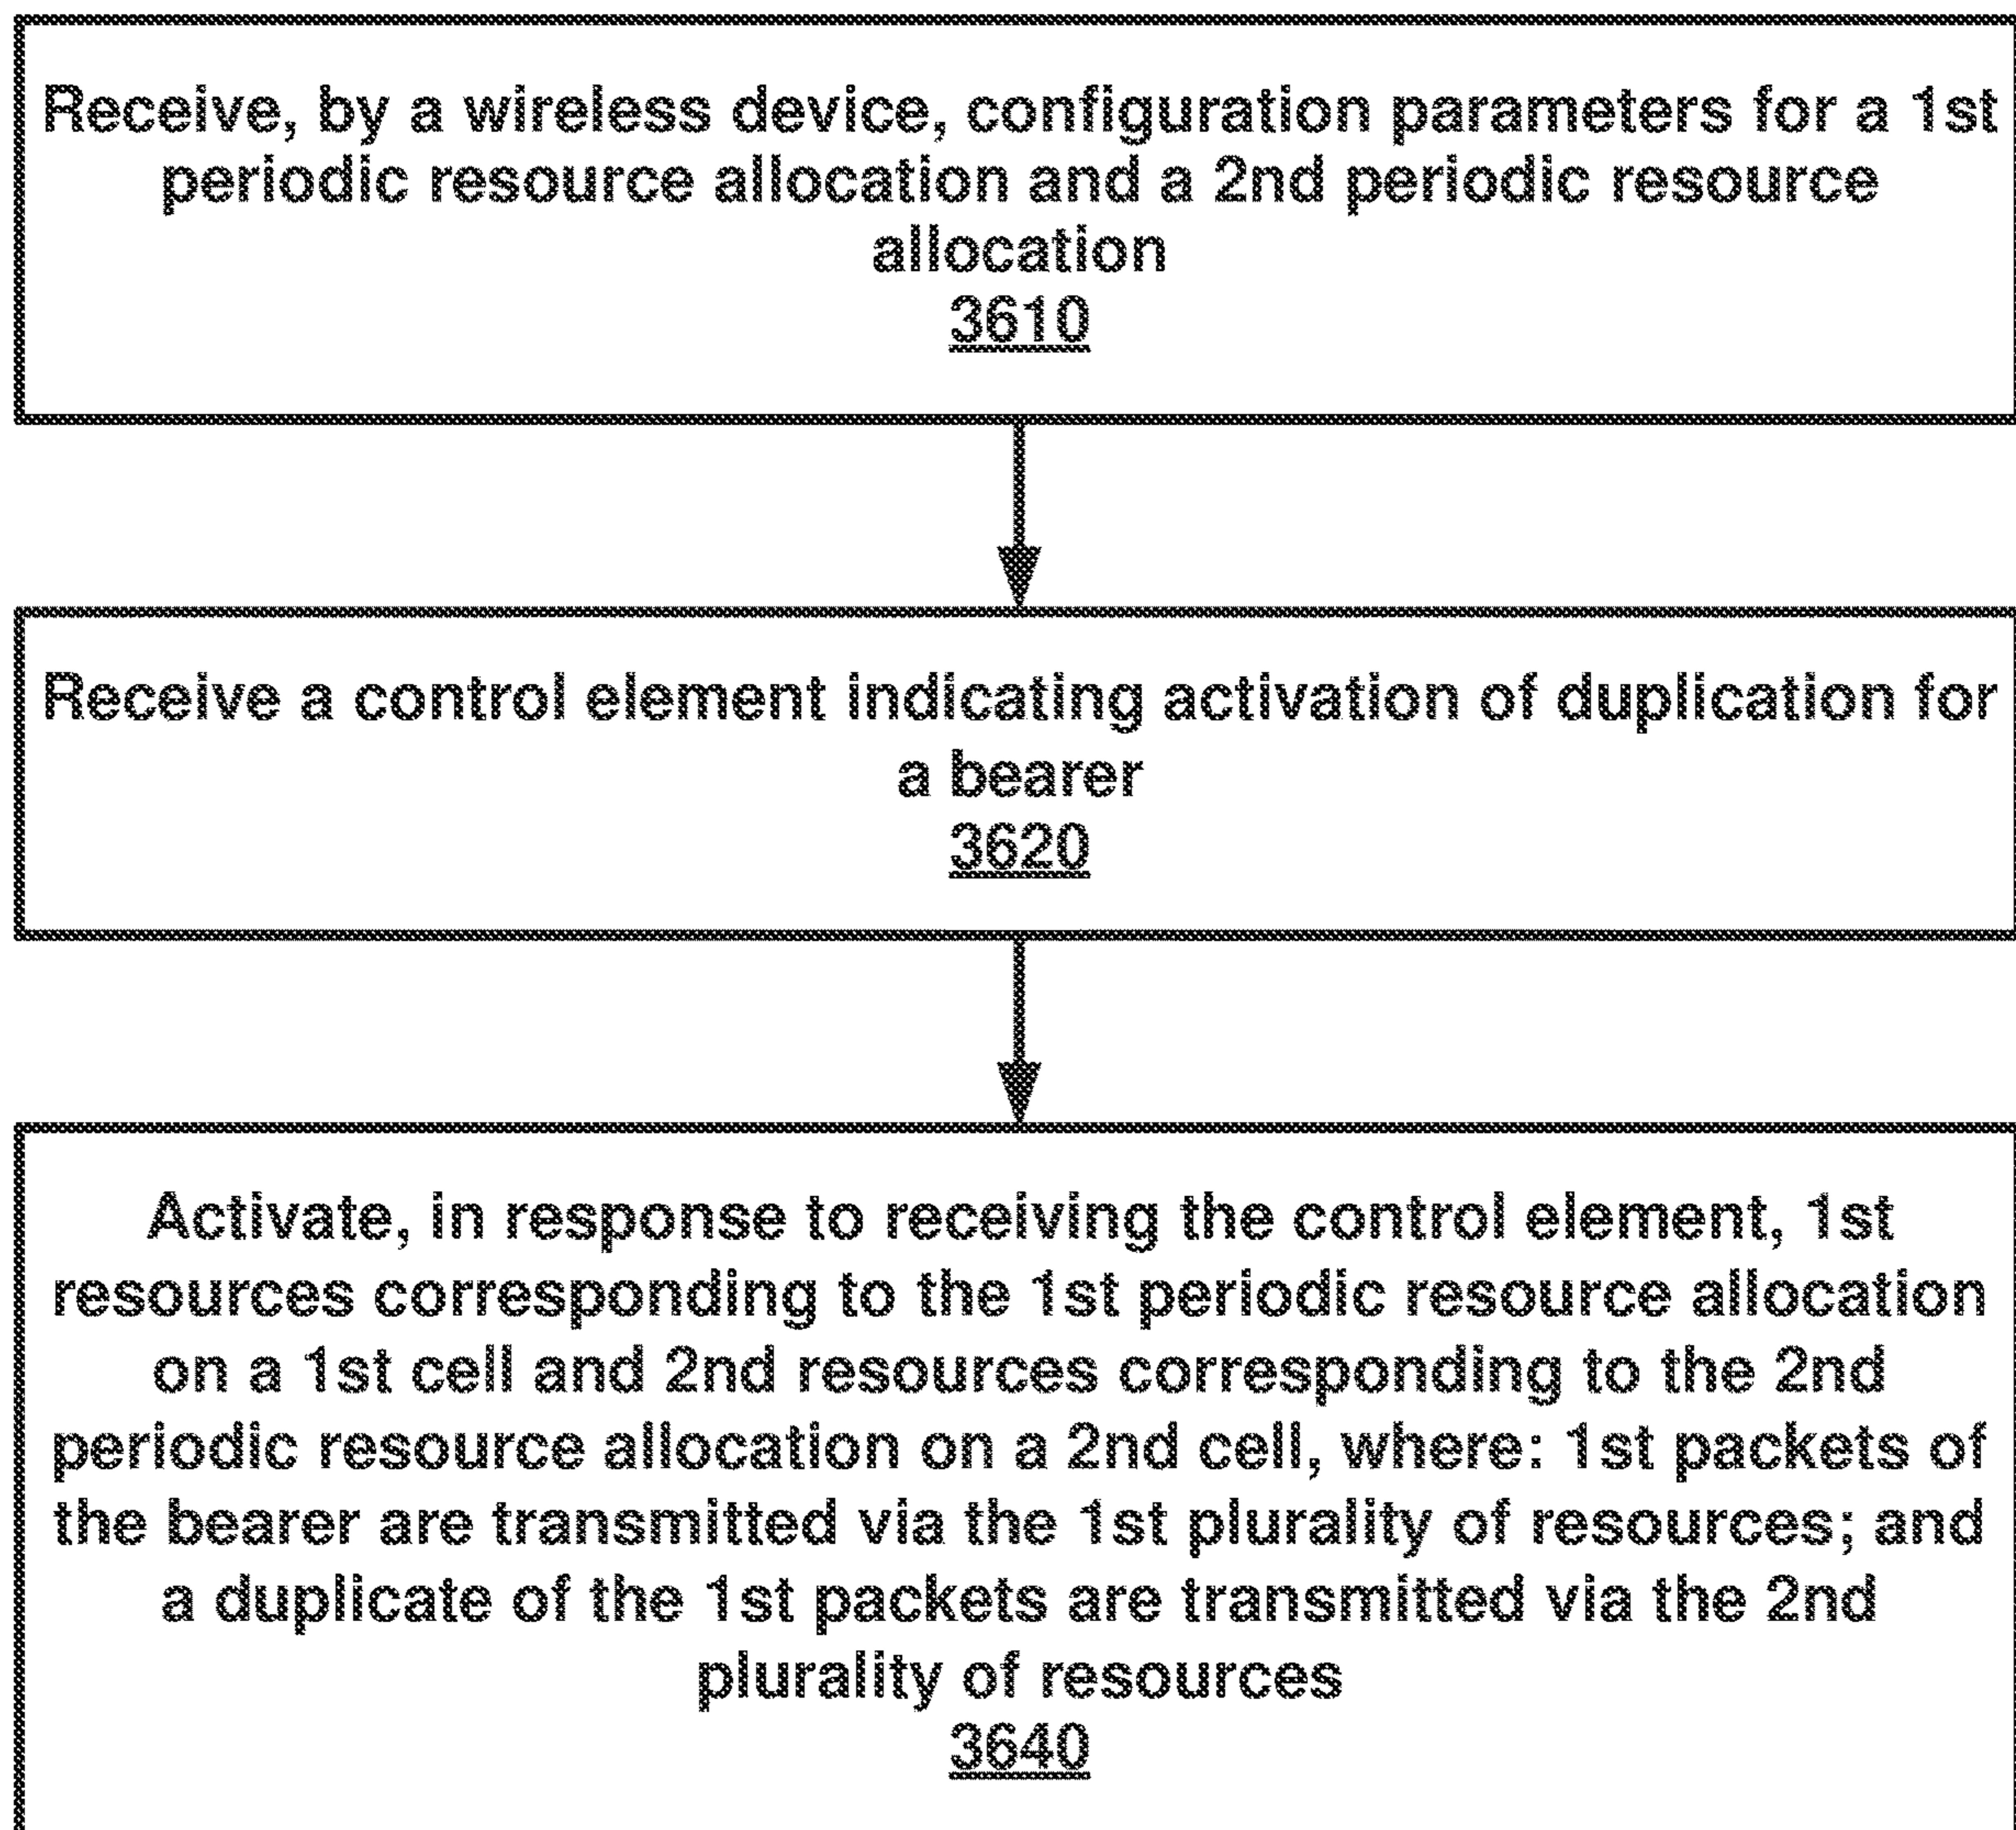 Receive, by a wireless device, configuration parameters for a 1st
periodic resource allocation and a 2nd periodic resource
allocation
3610
Receive a control element indicating activation of duplication for
a bearer
3620
Activate, in response to receiving the control element, 1st
resources corresponding to the 1st periodic resource allocation
on a 1st cell and 2nd resources corresponding to the 2nd
periodic resource allocation on a 2nd cell, where: 1st packets of
the bearer are transmitted via the 1st plurality of resources; and
a duplicate of the 1st packets are transmitted via the 2nd
plurality of resources
3640